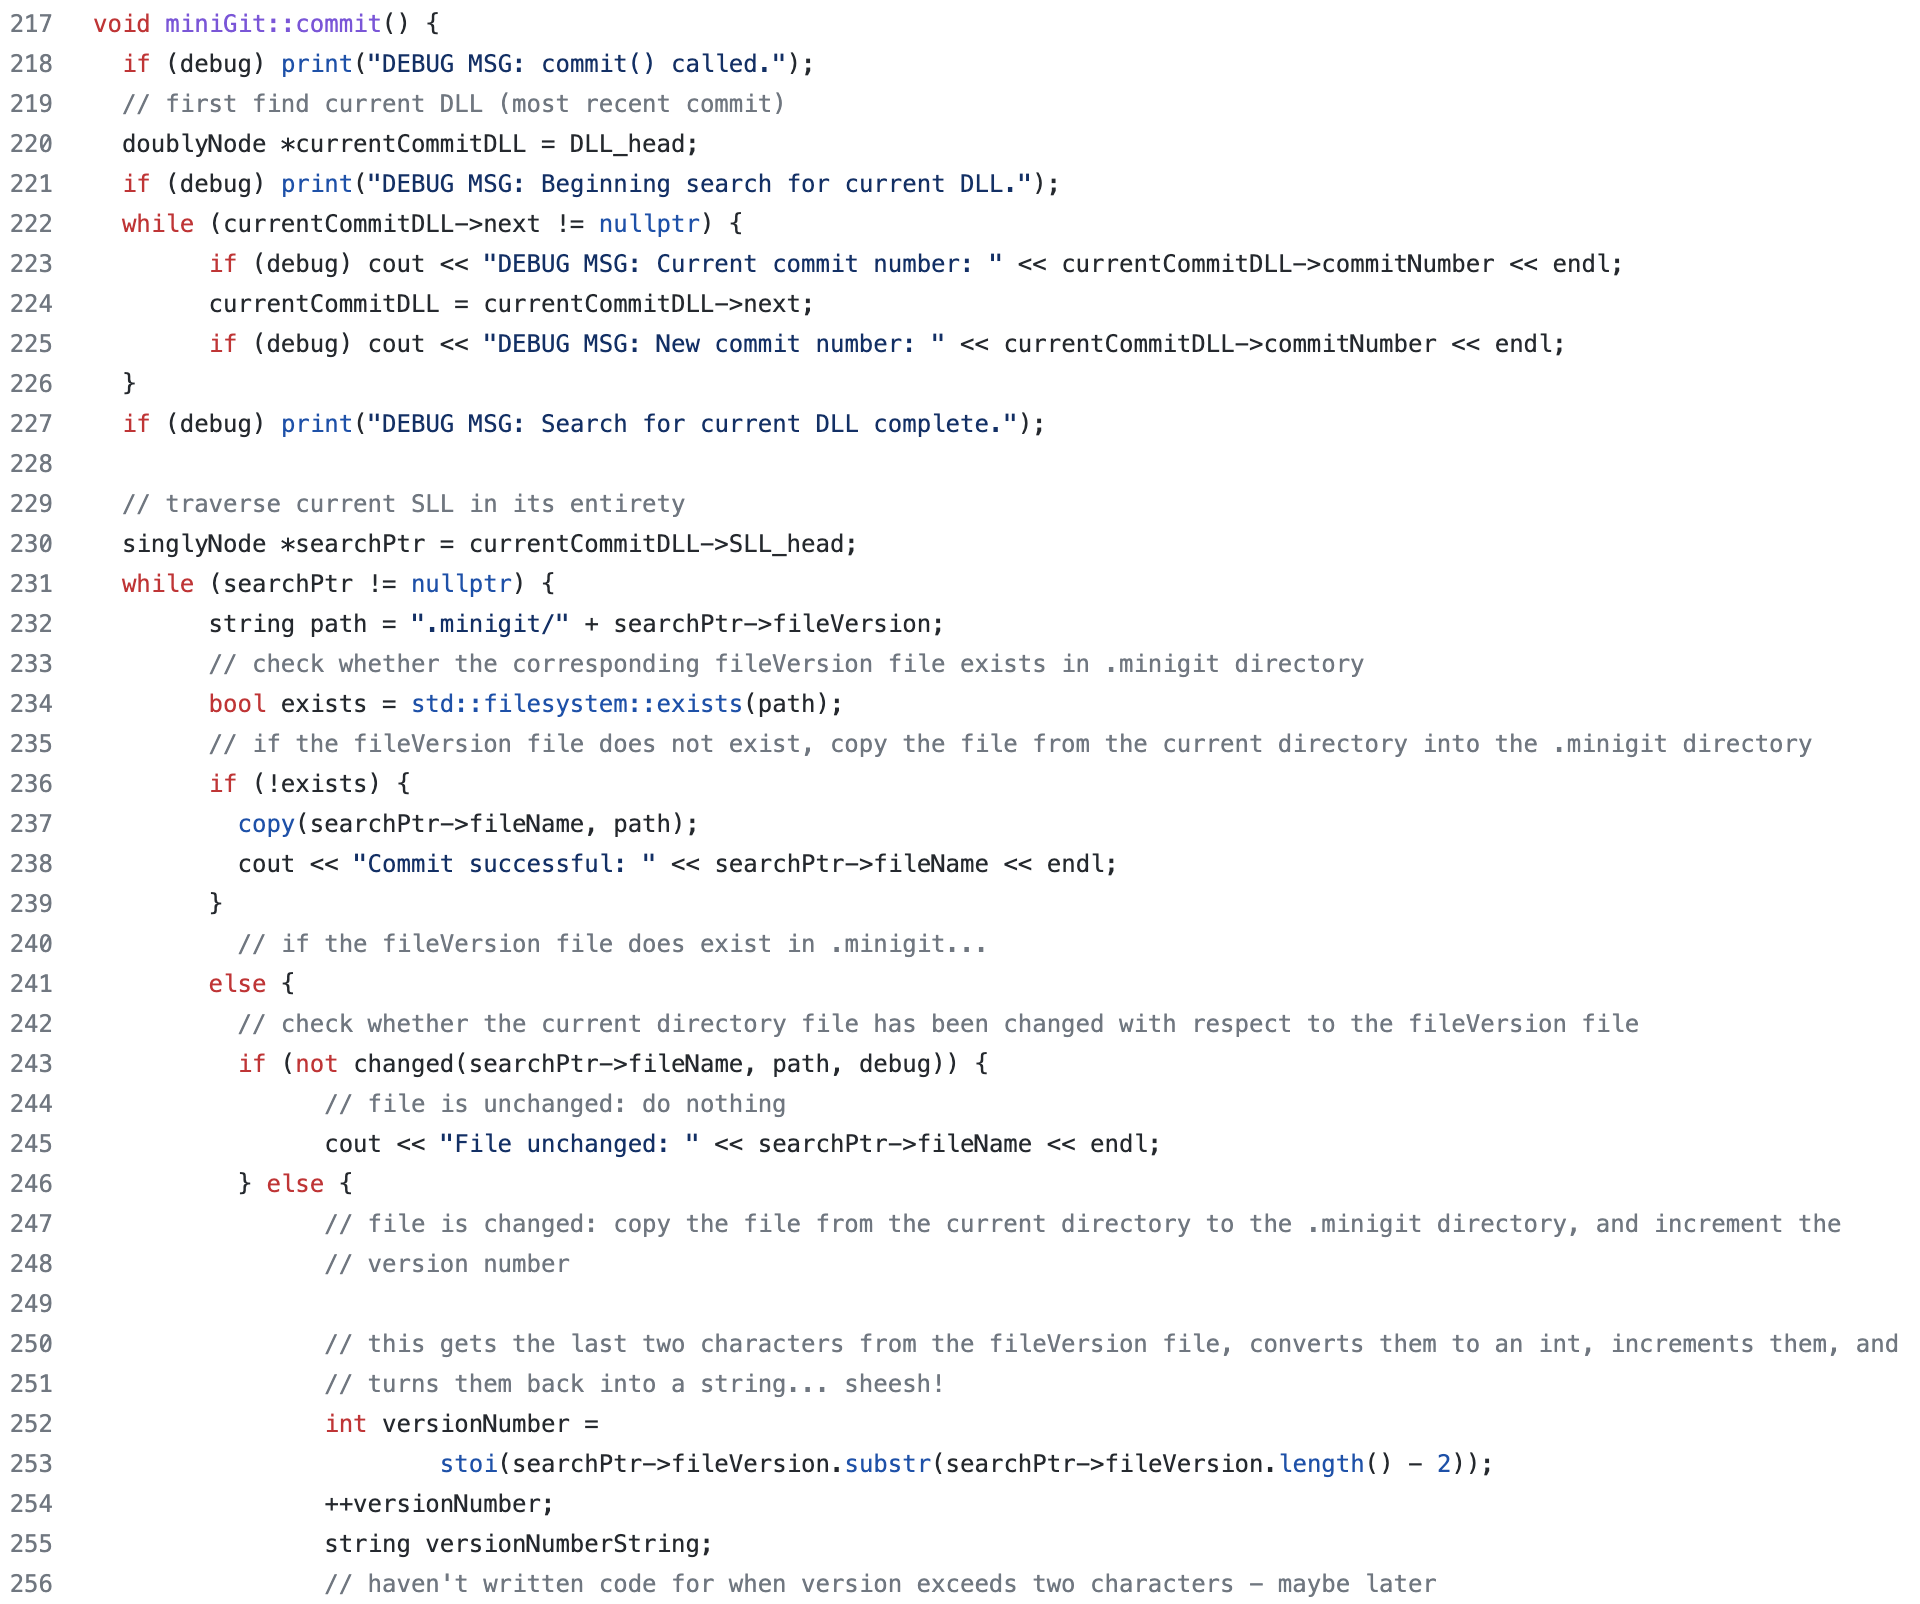 217 void miniGit::commit() {
218   if (debug) print("DEBUG MSG: commit() called.");
219   // first find current DLL (most recent commit)
220   doublyNode *currentCommitDLL = DLL_head;
221   if (debug) print("DEBUG MSG: Beginning search for current DLL.");
222   while (currentCommitDLL->next != nullptr) {
223         if (debug) cout << "DEBUG MSG: Current commit number: " << currentCommitDLL->commitNumber << endl;
224         currentCommitDLL = currentCommitDLL->next;
225         if (debug) cout << "DEBUG MSG: New commit number: " << currentCommitDLL->commitNumber << endl;
226   }
227   if (debug) print("DEBUG MSG: Search for current DLL complete.");
228
229   // traverse current SLL in its entirety
230   singlyNode *searchPtr = currentCommitDLL->SLL_head;
231   while (searchPtr != nullptr) {
232         string path = ".minigit/" + searchPtr->fileVersion;
233         // check whether the corresponding fileVersion file exists in .minigit directory
234         bool exists = std::filesystem::exists(path);
235         // if the fileVersion file does not exist, copy the file from the current directory into the .minigit directory
236         if (!exists) {
237           copy(searchPtr->fileName, path);
238           cout << "Commit successful: " << searchPtr->fileName << endl;
239         }
240           // if the fileVersion file does exist in .minigit...
241         else {
242           // check whether the current directory file has been changed with respect to the fileVersion file
243           if (not changed(searchPtr->fileName, path, debug)) {
244                 // file is unchanged: do nothing
245                 cout << "File unchanged: " << searchPtr->fileName << endl;
246           } else {
247                 // file is changed: copy the file from the current directory to the .minigit directory, and increment the
248                 // version number
249
250                 // this gets the last two characters from the fileVersion file, converts them to an int, increments them, and
251                 // turns them back into a string... sheesh!
252                 int versionNumber =
253                         stoi(searchPtr->fileVersion.substr(searchPtr->fileVersion.length() - 2));
254                 ++versionNumber;
255                 string versionNumberString;
256                 // haven't written code for when version exceeds two characters - maybe later